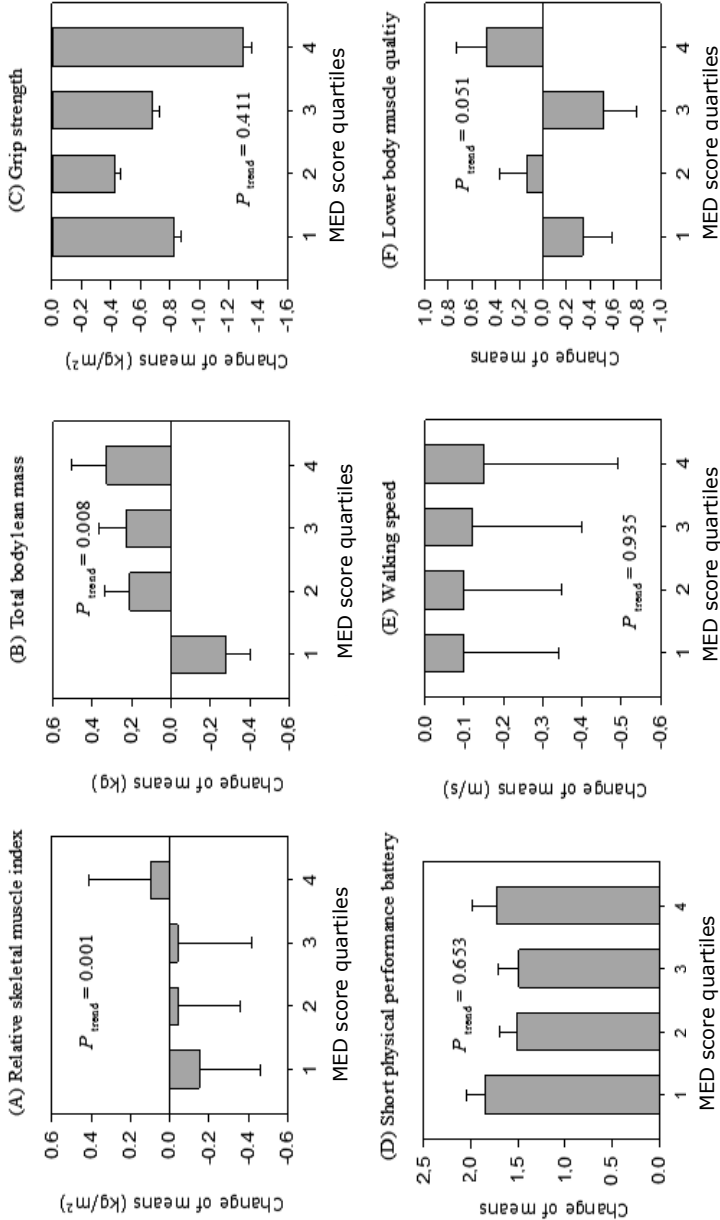 (A) Relative skeletal muscle index
Change of means (kg/m²)
0.6
0.4
0.2
0.0
-0.2
-0.4
-0.6
P trend = 0.001
1 2 3 4
MED score quartiles
(B) Total body lean mass
Change of means (kg)
0.6
0.4
0.2
0.0
-0.2
-0.4
-0.6
P trend = 0.008
1 2 3 4
MED score quartiles
(C) Grip strength
Change of means (kg/m²)
0.0
-0.2
-0.4
-0.6
-0.8
-1.0
-1.2
-1.4
-1.6
P trend = 0.411
1 2 3 4
MED score quartiles
(D) Short physical performance battery
Change of means
2.5
2.0
1.5
1.0
0.5
0.0
P trend = 0.653
1 2 3 4
MED score quartiles
(E) Walking speed
Change of means (m/s)
0.0
-0.1
-0.2
-0.3
-0.4
-0.5
-0.6
P trend = 0.935
1 2 3 4
MED score quartiles
(F) Lower body muscle qualtiy
Change of means
1.0
0.8
0.6
0.4
0,2
0,0
-0.2
-0.4
-0,6
-0.8
-1.0
P trend = 0.051
1 2 3 4
MED score quartiles